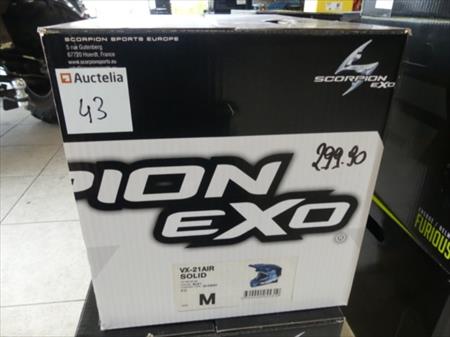 SCORPION SPORTS EUROPE
5 rue Gutenberg
67720 Hoerdt, France
www.scorpionsports.eu
Auctelia
43
SCORPION
EXO
299.90
PION
EXO
VX-21AIR
SOLID
M
FURIOUS